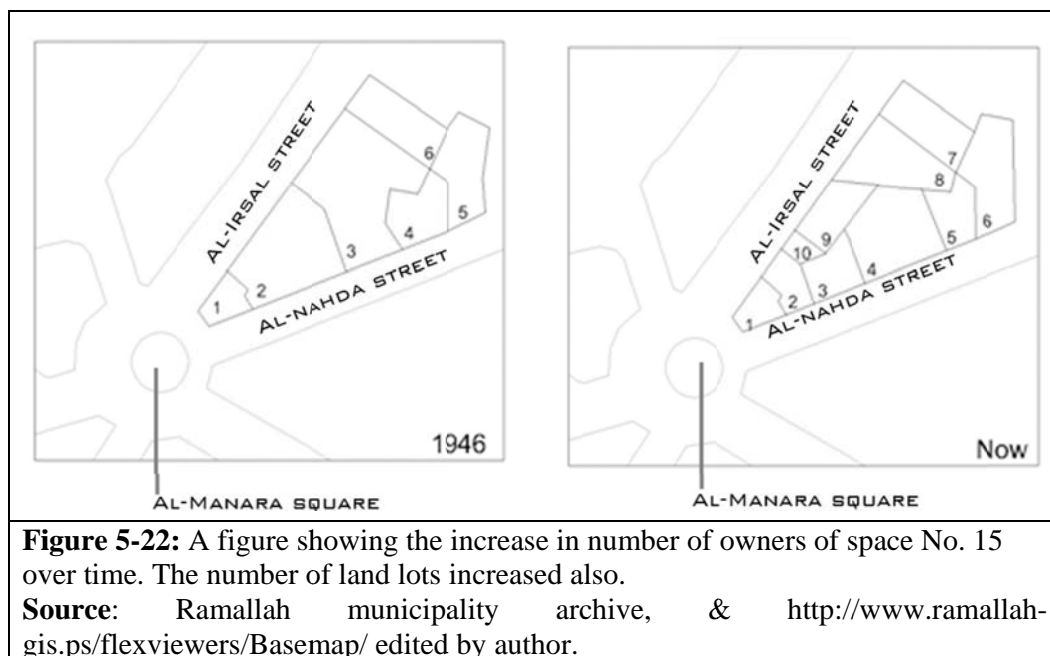 AL-IRSAL STREET
6
5
4
3
2
1
AL-NAHDA STREET
1946
AL-MANARA SQUARE
AL-IRSAL STREET
7
8
6
5
9
10
4
3
2
1
AL-NAHDA STREET
Now
AL-MANARA SQUARE
Figure 5-22: A figure showing the increase in number of owners of space No. 15
over time. The number of land lots increased also.
Source: Ramallah municipality archive, & http://www.ramallah-
gis.ps/flexviewers/Basemap/ edited by author.